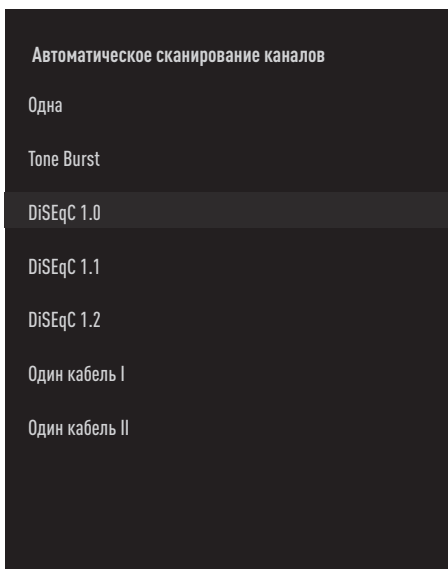 Автоматическое сканирование каналов
Одна
Tone Burst
DiSEqC 1.0
DiSEqC 1.1
DiSEqC 1.2
Один кабель I
Один кабель II